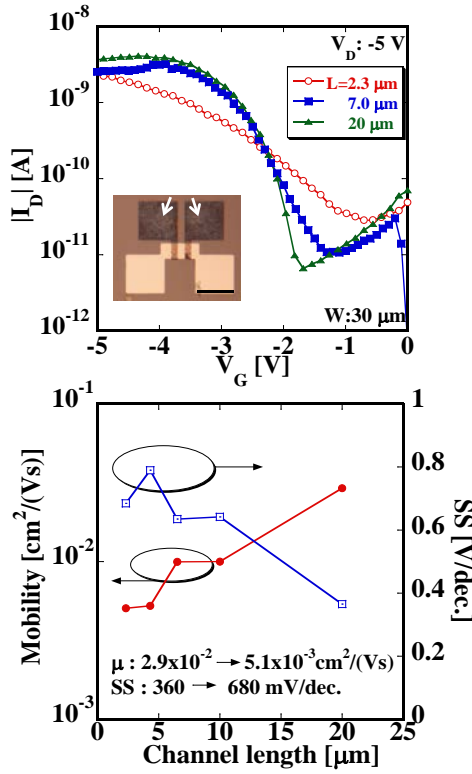 10⁻⁸
10⁻⁹
10⁻¹⁰
10⁻¹¹
10⁻¹²
|I_D| [A]
V_D: -5 V
L=2.3 μm
7.0 μm
20 μm
W:30 μm
-5 -4 -3 -2 -1 0
V_G [V]
10⁻¹
10⁻²
10⁻³
Mobility [cm²/(Vs)]
1
0.8
0.6
0.4
0.2
0
SS [V/dec.]
μ : 2.9x10⁻² → 5.1x10⁻³cm²/(Vs)
SS : 360 → 680 mV/dec.
0 5 10 15 20 25
Channel length [μm]